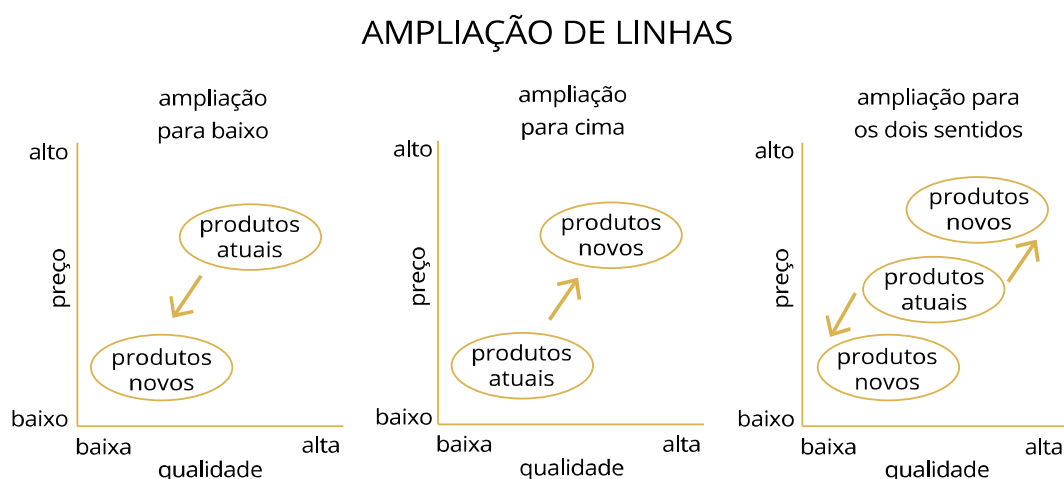 AMPLIAÇÃO DE LINHAS
ampliação
para baixo
alto
preço
produtos
atuais
produtos
novos
baixo
baixa
alta
qualidade
ampliação
para cima
alto
preço
produtos
novos
produtos
atuais
baixo
baixa
alta
qualidade
ampliação para
os dois sentidos
alto
preço
produtos
novos
produtos
atuais
produtos
novos
baixo
baixa
alta
qualidade